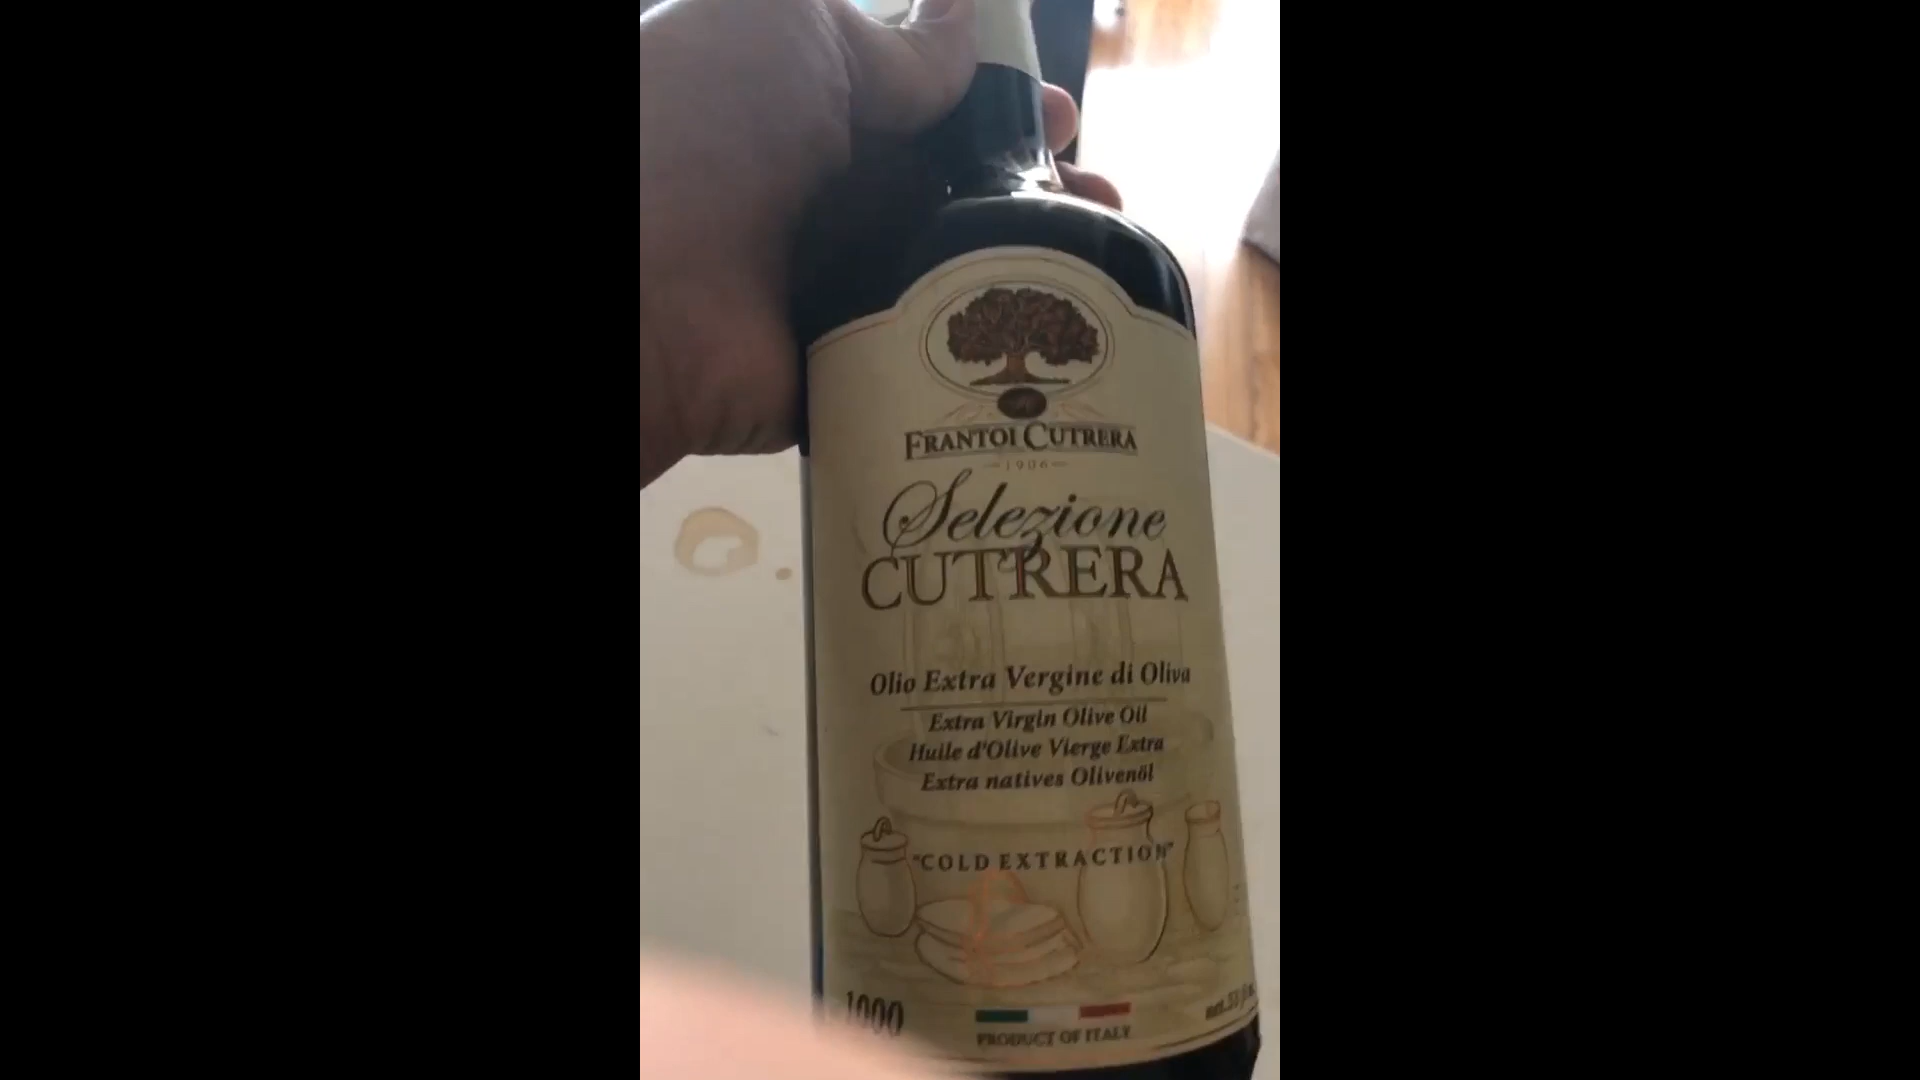 FRANTOI CUTRERA
1906
Selezione
CUTRERA
Olio Extra Vergine di Oliva
Extra Virgin Olive Oil
Huile d'Olive Vierge Extra
Extra natives Olivenöl
"COLD EXTRACTION"
1000
PRODUCT OF ITALY